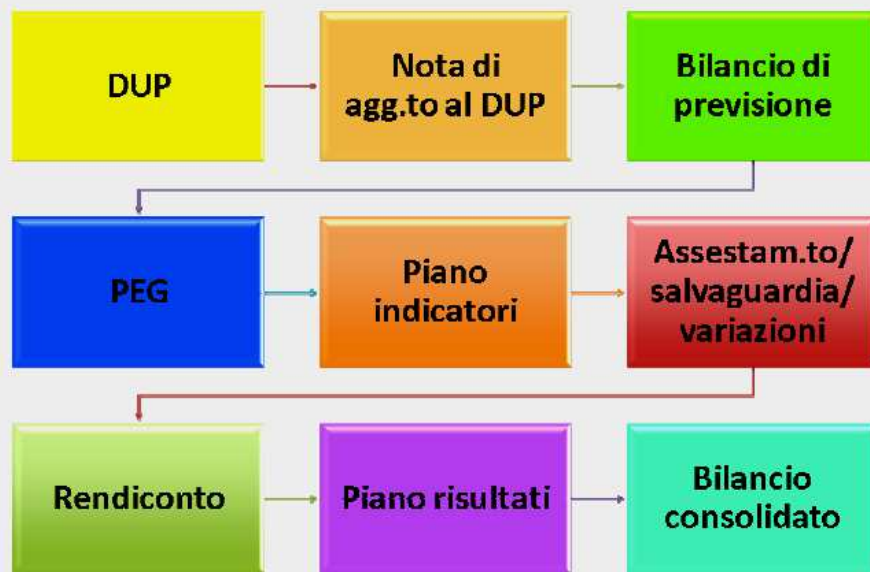 DUP
Nota di
agg.to al DUP
Bilancio di
previsione
PEG
Piano
indicatori
Assestam.to/
salvaguardia/
variazioni
Rendiconto
Piano risultati
Bilancio
consolidato